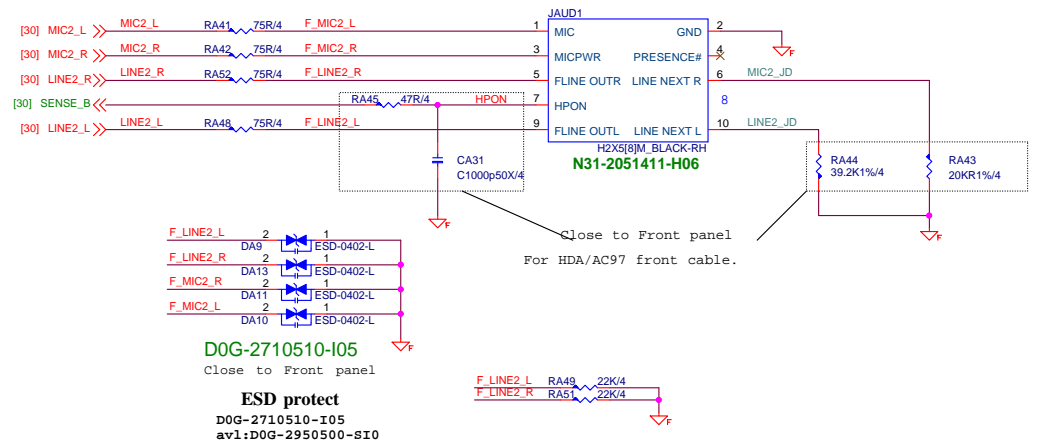 JAUD1
[30] MIC2_L MIC2_L RA41 75R/4 F_MIC2_L 1 MIC GND 2
F
[30] MIC2_R MIC2_R RA42 75R/4 F_MIC2_R 3 MICPWR PRESENCE# 4
[30] LINE2_R LINE2_R RA52 75R/4 F_LINE2_R 5 FLINE OUTR LINE NEXT R 6 MIC2_JD
[30] SENSE_B RA45 47R/4 HPON 7 HPON 8
[30] LINE2_L LINE2_L RA48 75R/4 F_LINE2_L 9 FLINE OUTL LINE NEXT L 10 LINE2_JD
H2X5[8]M_BLACK-RH
N31-2051411-H06
CA31
C1000p50X/4
F
RA44
39.2K1%/4
RA43
20KR1%/4
F
Close to Front panel
For HDA/AC97 front cable.
F_LINE2_L 2 1
DA9 ESD-0402-L
F_LINE2_R 2 1
DA13 ESD-0402-L
F_MIC2_R 2 1
DA11 ESD-0402-L
F_MIC2_L 2 1
DA10 ESD-0402-L
F
D0G-2710510-I05
Close to Front panel
ESD protect
D0G-2710510-I05
avl:D0G-2950500-SI0
F_LINE2_L RA49 22K/4
F_LINE2_R RA51 22K/4
F